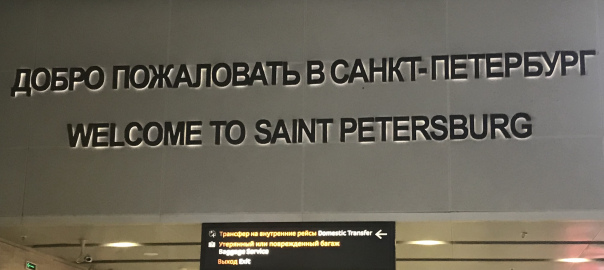 ДОБРО ПОЖАЛОВАТЬ В САНКТ-ПЕТЕРБУРГ
WELCOME TO SAINT PETERSBURG
Трансфер на внутренние рейсы Domestic Transfer ←
Утерянный или поврежденный багаж
Baggage Service
Выход Exit